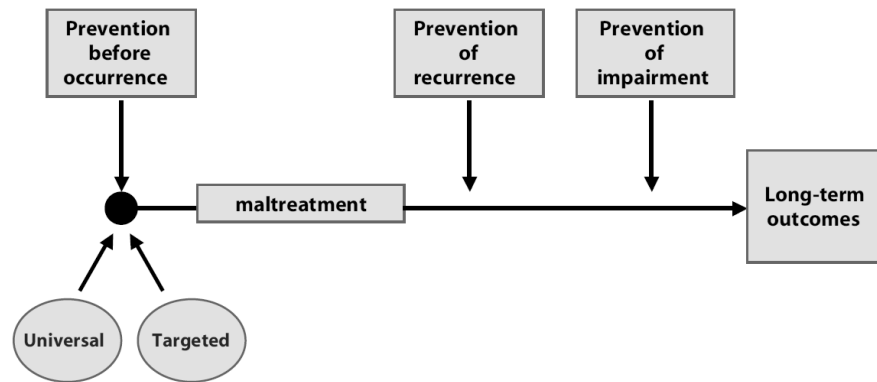 Prevention
before
occurrence
Prevention
of
recurrence
Prevention
of
impairment
maltreatment
Long-term
outcomes
Universal
Targeted